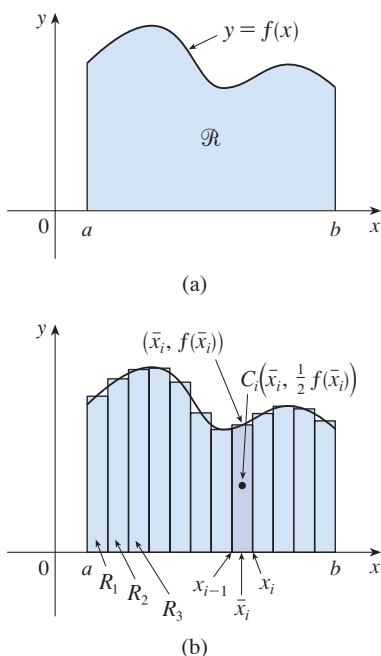 y
y = f(x)
ℛ
0 a b x
(a)
y
(x̄ᵢ, f(x̄ᵢ))
Cᵢ(x̄ᵢ, ½ f(x̄ᵢ))
0 a b x
R₁ R₂ R₃ xᵢ₋₁ x̄ᵢ xᵢ
(b)